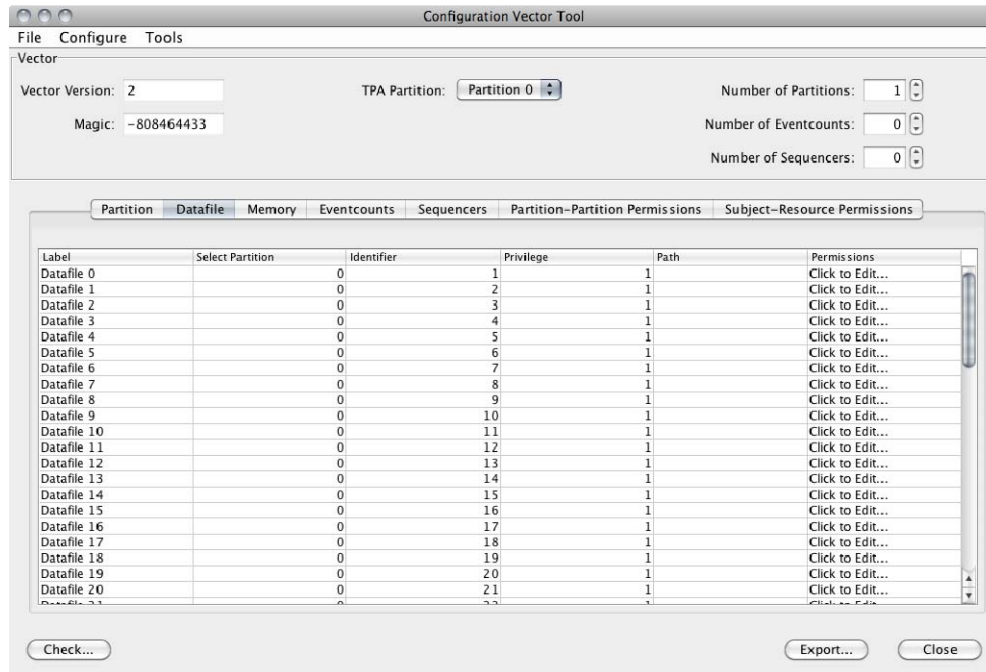 Configuration Vector Tool
File Configure Tools
Vector
Vector Version: 2 TPA Partition: Partition 0 Number of Partitions: 1
Magic: -808464433 Number of Eventcounts: 0
Number of Sequencers: 0
Partition Datafile Memory Eventcounts Sequencers Partition-Partition Permissions Subject-Resource Permissions
Label Select Partition Identifier Privilege Path Permissions
Datafile 0 0 1 1 Click to Edit...
Datafile 1 0 2 1 Click to Edit...
Datafile 2 0 3 1 Click to Edit...
Datafile 3 0 4 1 Click to Edit...
Datafile 4 0 5 1 Click to Edit...
Datafile 5 0 6 1 Click to Edit...
Datafile 6 0 7 1 Click to Edit...
Datafile 7 0 8 1 Click to Edit...
Datafile 8 0 9 1 Click to Edit...
Datafile 9 0 10 1 Click to Edit...
Datafile 10 0 11 1 Click to Edit...
Datafile 11 0 12 1 Click to Edit...
Datafile 12 0 13 1 Click to Edit...
Datafile 13 0 14 1 Click to Edit...
Datafile 14 0 15 1 Click to Edit...
Datafile 15 0 16 1 Click to Edit...
Datafile 16 0 17 1 Click to Edit...
Datafile 17 0 18 1 Click to Edit...
Datafile 18 0 19 1 Click to Edit...
Datafile 19 0 20 1 Click to Edit...
Datafile 20 0 21 1 Click to Edit...
Check... Export... Close